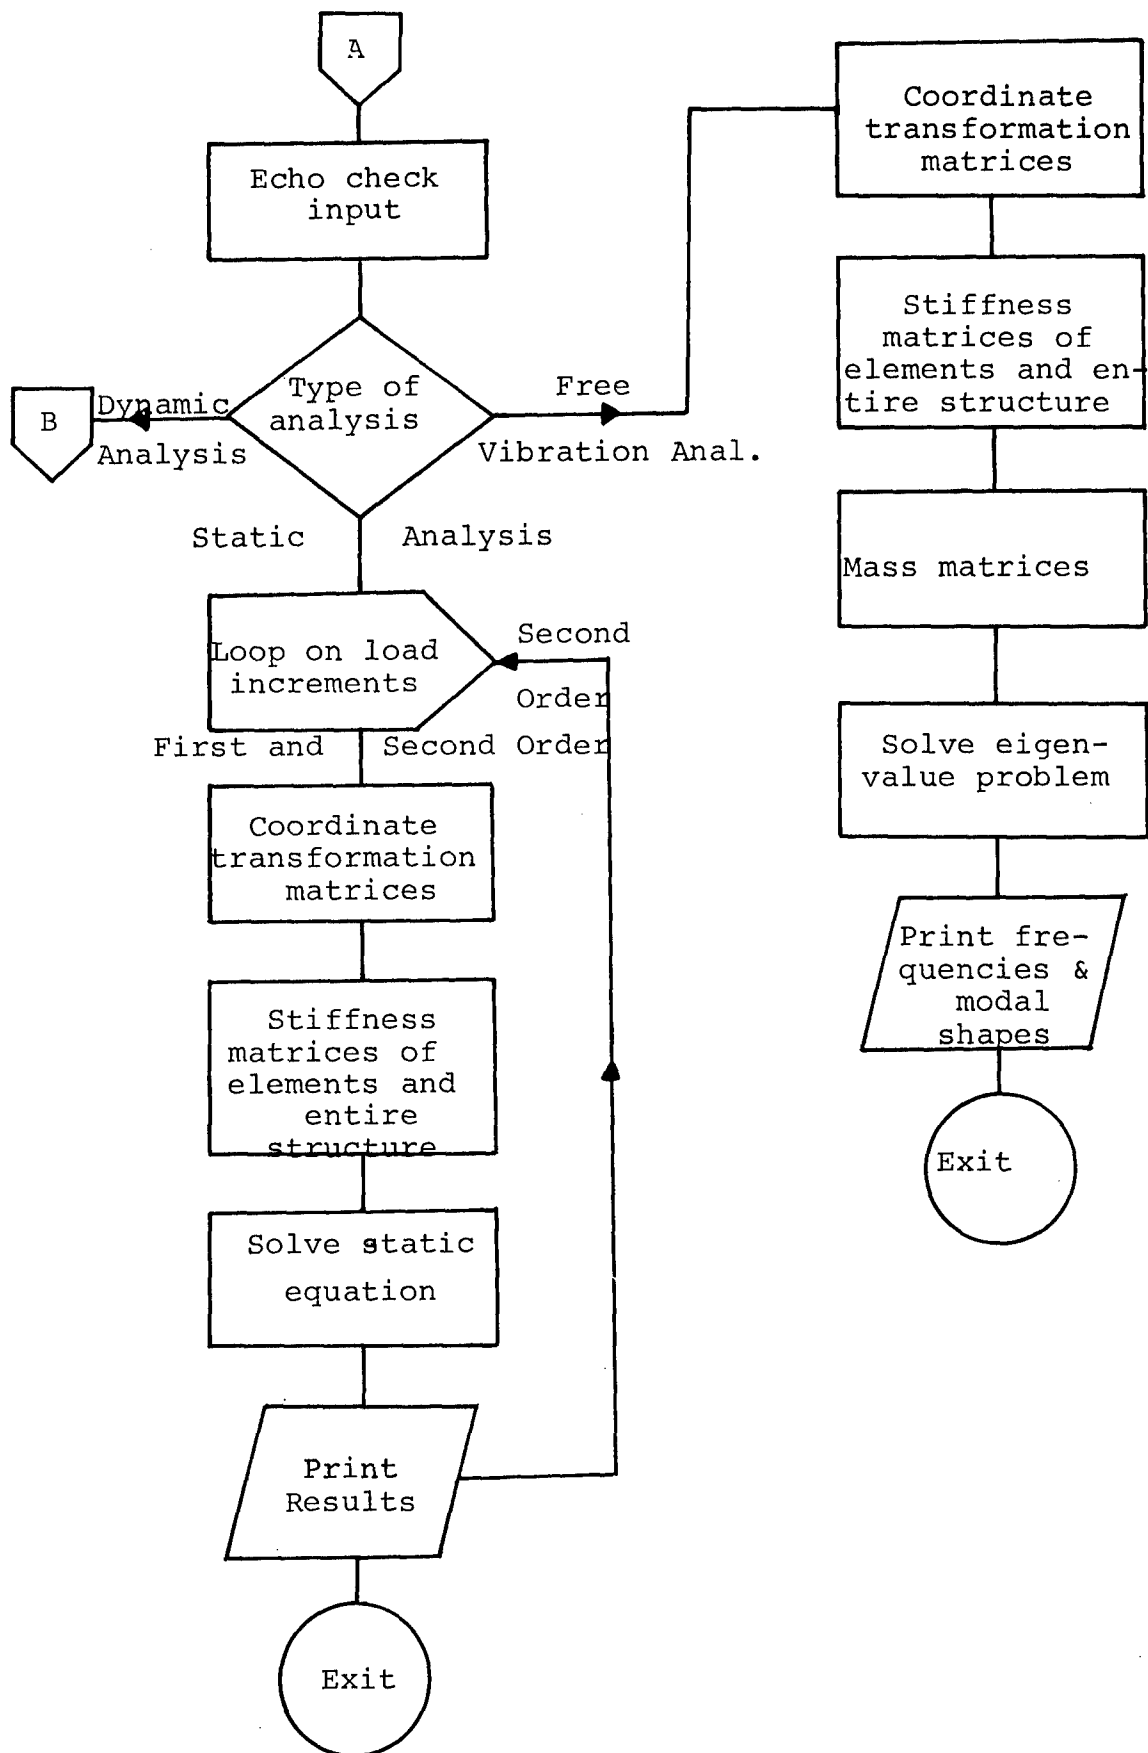 A
Echo check
input
Type of
analysis
B
Dynamic
Analysis
Free
Vibration Anal.
Static Analysis
Loop on load
increments
Second
Order
First and Second Order
Coordinate
transformation
matrices
Stiffness
matrices of
elements and
entire
structure
Solve static
equation
Print
Results
Exit
Coordinate
transformation
matrices
Stiffness
matrices of
elements and en-
tire structure
Mass matrices
Solve eigen-
value problem
Print fre-
quencies &
modal
shapes
Exit